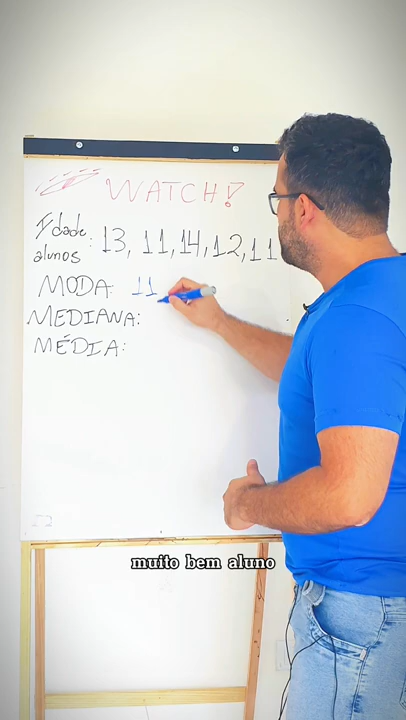 WATCH!
Idade alunos: 13, 11, 14, 12, 11
MODA: 11
MEDIANA:
MÉDIA:
muito bem aluno